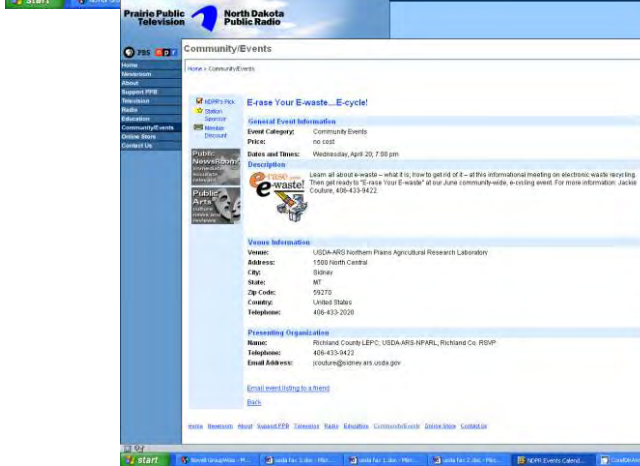 start
Prairie Public Television
North Dakota Public Radio
PBS npr
Community/Events
Home
Newsroom
About
Support PPB
Television
Radio
Education
Community/Events
Online Store
Contact Us
Home > Community/Events
NDPR's Pick
Station Sponsor
Member Discount
Public NewsRoom
Public Arts
E-rase Your E-waste....E-cycle!
General Event Information
Event Category: Community Events
Price: no cost
Dates and Times: Wednesday, April 20, 7:00 pm
Description
E-rase your e-waste!
Learn all about e-waste – what it is, how to get rid of it – at this informational meeting on electronic waste recycling.
Then get ready to "E-rase Your E-waste" at our June community-wide, e-cycling event. For more information: Jackie
Couture, 406-433-9422.
Venue Information
Venue: USDA-ARS Northern Plains Agricultural Research Laboratory
Address: 1500 North Central
City: Sidney
State: MT
Zip Code: 59270
Country: United States
Telephone: 406-433-2020
Presenting Organization
Name: Richland County LEPC; USDA-ARS-NPARL; Richland Co. RSVP
Telephone: 406-433-9422
Email Address: jcouture@sidney.ars.usda.gov
Email event listing to a friend
Back
Home Newsroom About Support PPB Television Radio Education Community/Events Online Store Contact Us
start
Novell GroupWise - M...
NDPR Events Calend...